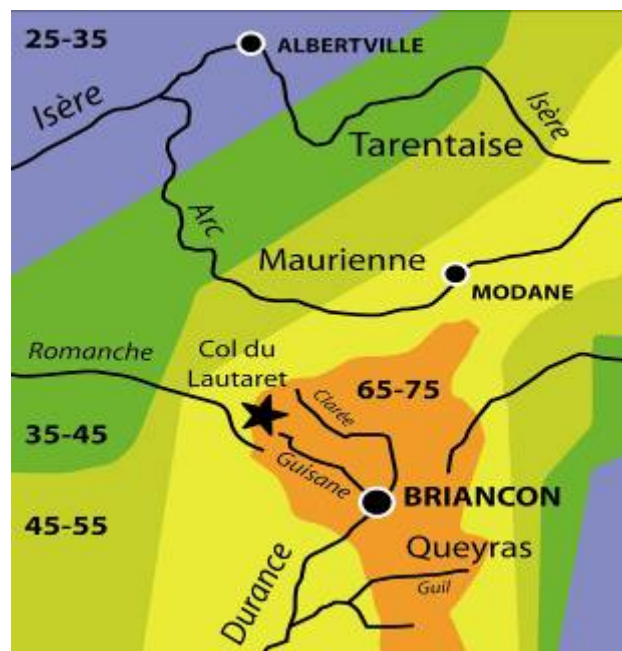 25-35
ALBERTVILLE
Isère
Isère
Tarentaise
Arc
Maurienne
MODANE
Romanche
Col du
Lautaret
65-75
Clarée
35-45
Guisane
BRIANCON
45-55
Queyras
Durance
Guil